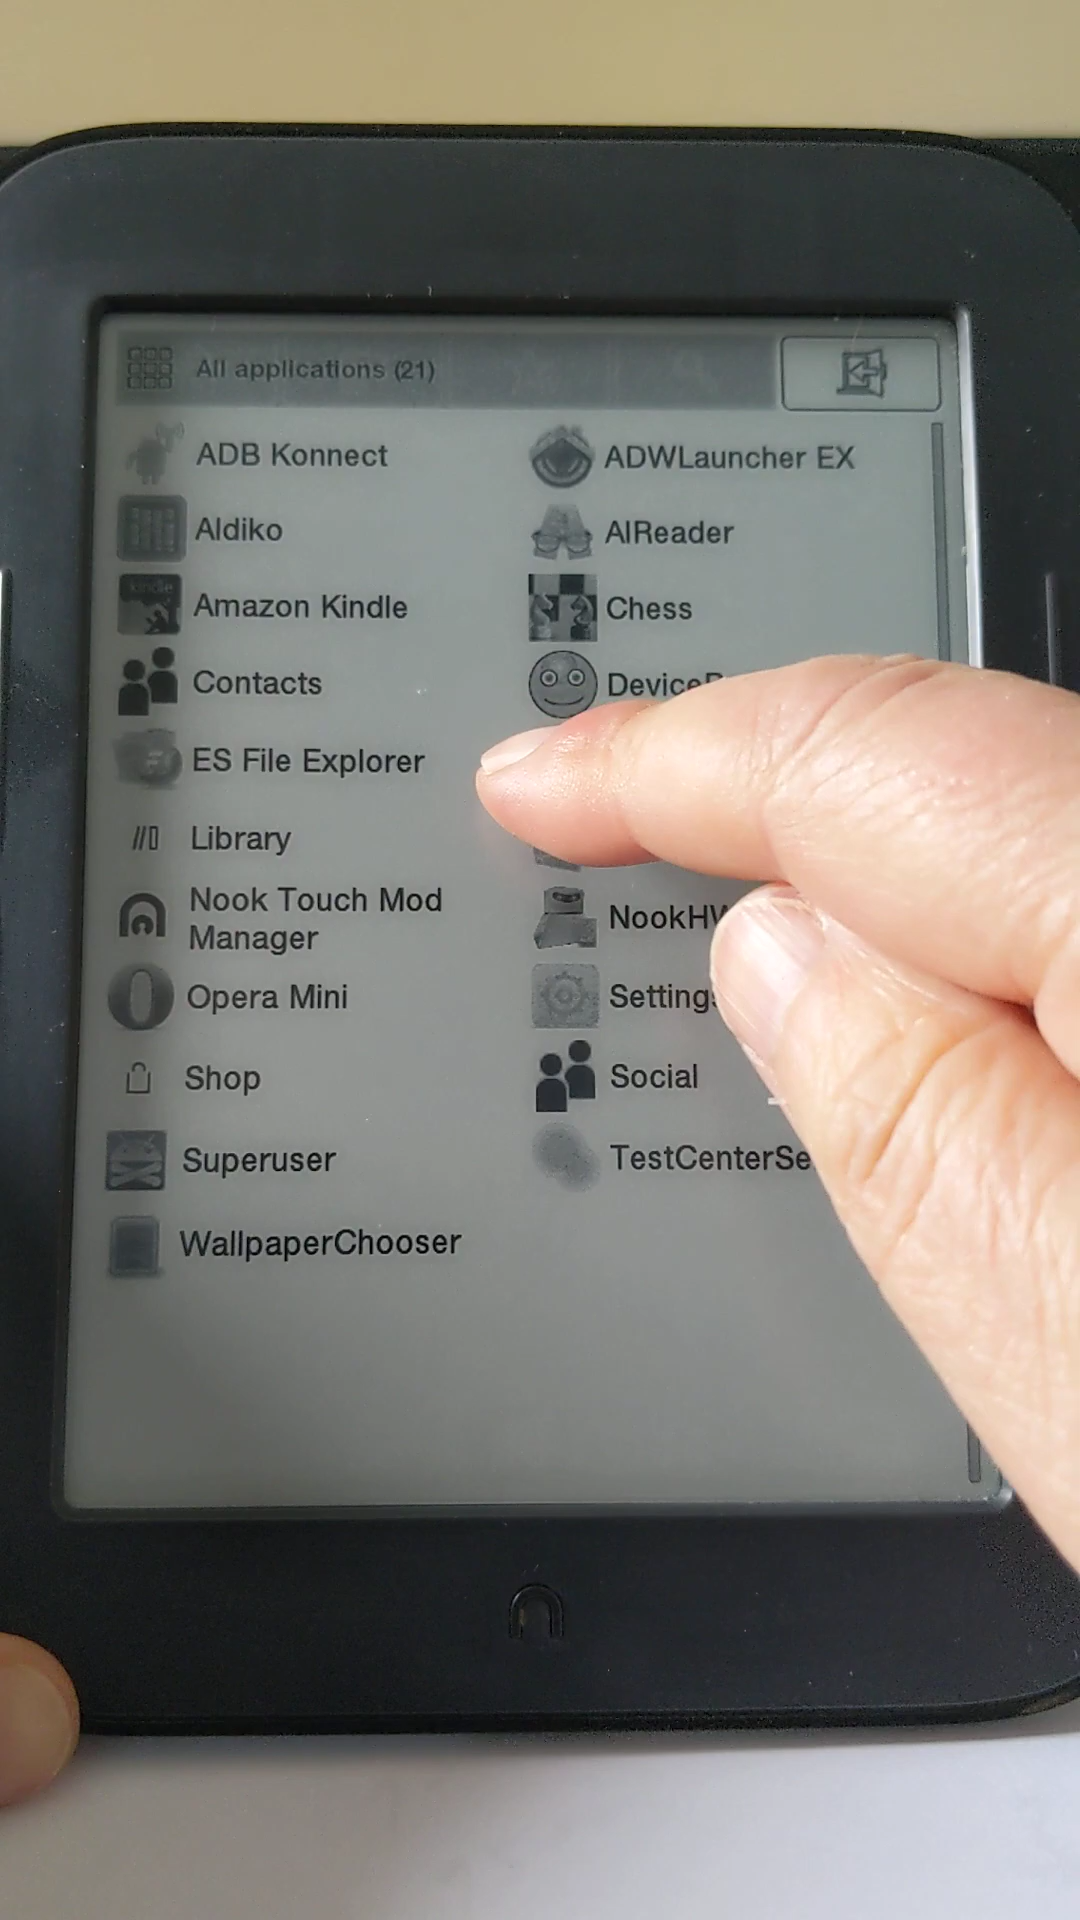 All applications (21)
ADB Konnect
ADWLauncher EX
Aldiko
AlReader
Amazon Kindle
kindle
Chess
Contacts
ES File Explorer
Library
Nook Touch Mod
Manager
Opera Mini
Shop
Social
Superuser
WallpaperChooser